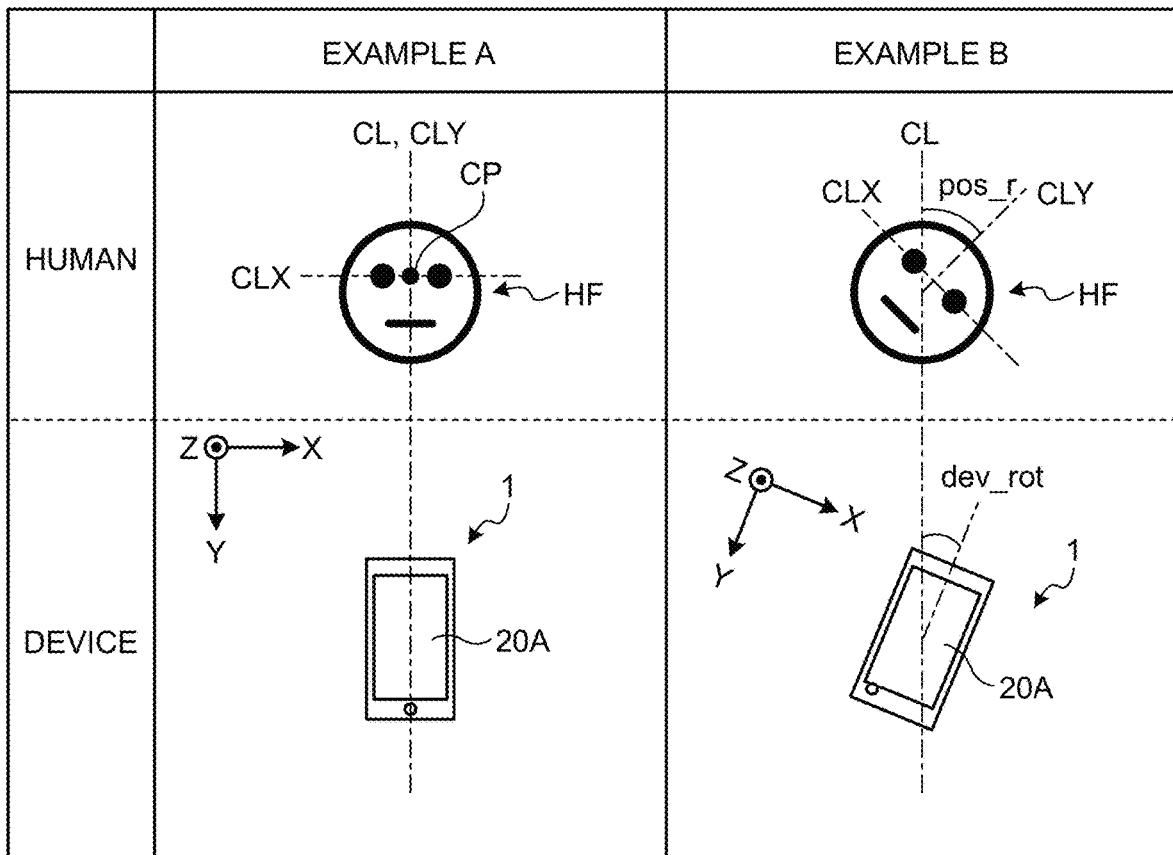 EXAMPLE A
EXAMPLE B
HUMAN
CL, CLY
CP
CLX
HF
CL
pos_r
CLX
CLY
HF
DEVICE
Z
X
Y
1
20A
Z
X
Y
dev_rot
1
20A